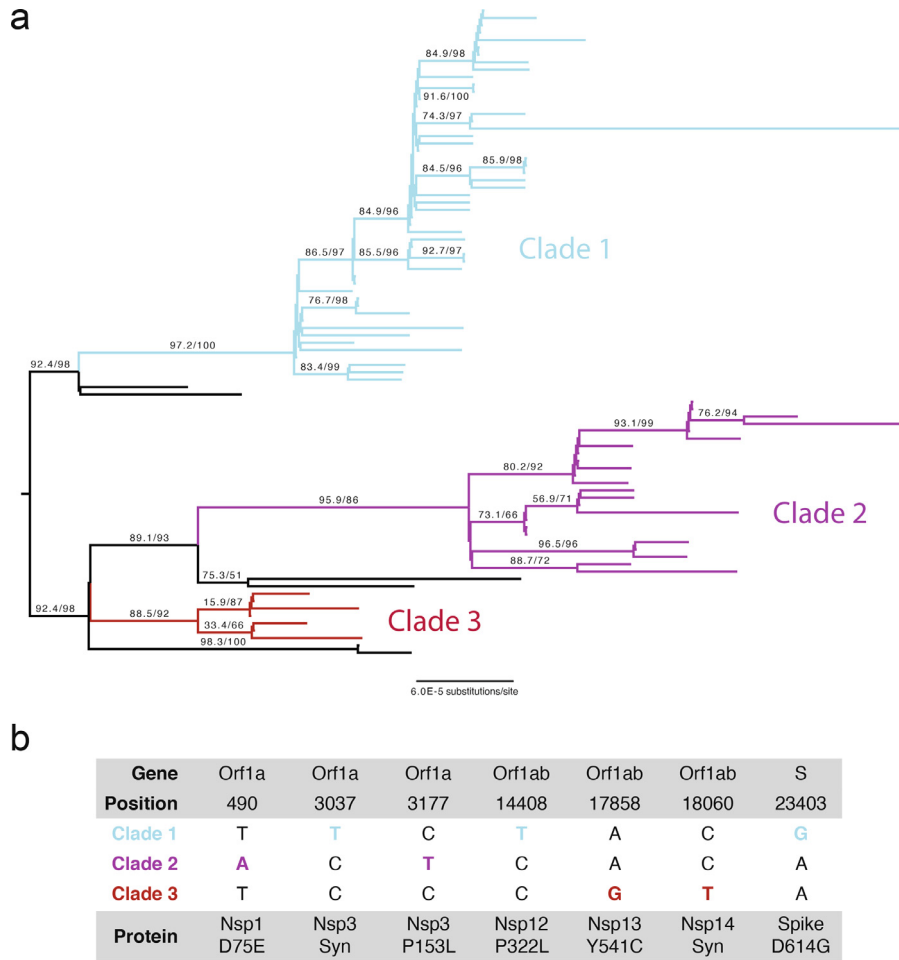 a
84.9/98
91.6/100
74.3/97
85.9/98
84.5/96
84.9/96
Clade 1
86.5/97
85.5/96
92.7/97
76.7/98
97.2/100
83.4/99
92.4/98
76.2/94
93.1/99
80.2/92
95.9/86
56.9/71
Clade 2
73.1/66
96.5/96
89.1/93
88.7/72
75.3/51
15.9/87
92.4/98
88.5/92
Clade 3
33.4/66
98.3/100
6.0E-5 substitutions/site
b
Gene Orf1a Orf1a Orf1a Orf1ab Orf1ab Orf1ab S
Position 490 3037 3177 14408 17858 18060 23403
Clade 1 T T C T A C G
Clade 2 A C T C A C A
Clade 3 T C C C G T A
Protein Nsp1 Nsp3 Nsp3 Nsp12 Nsp13 Nsp14 Spike
D75E Syn P153L P322L Y541C Syn D614G